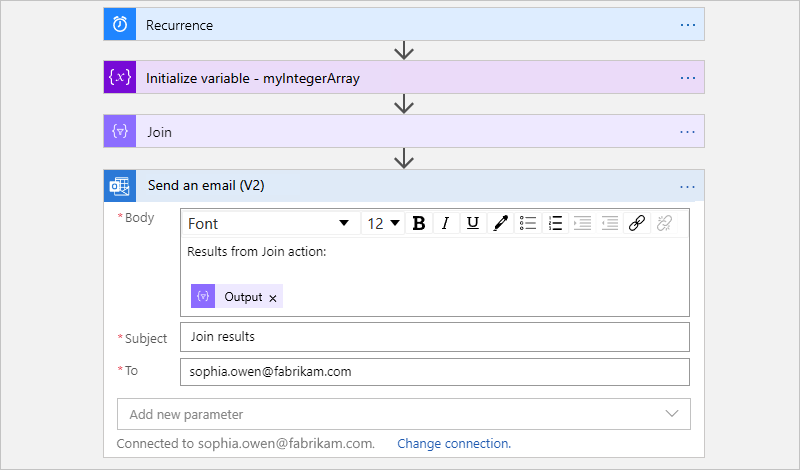 Recurrence
{x} Initialize variable - myIntegerArray
Join
Send an email (V2)
* Body
Font 12 B I U
Results from Join action:
Output ×
* Subject Join results
* To sophia.owen@fabrikam.com
Add new parameter
Connected to sophia.owen@fabrikam.com. Change connection.